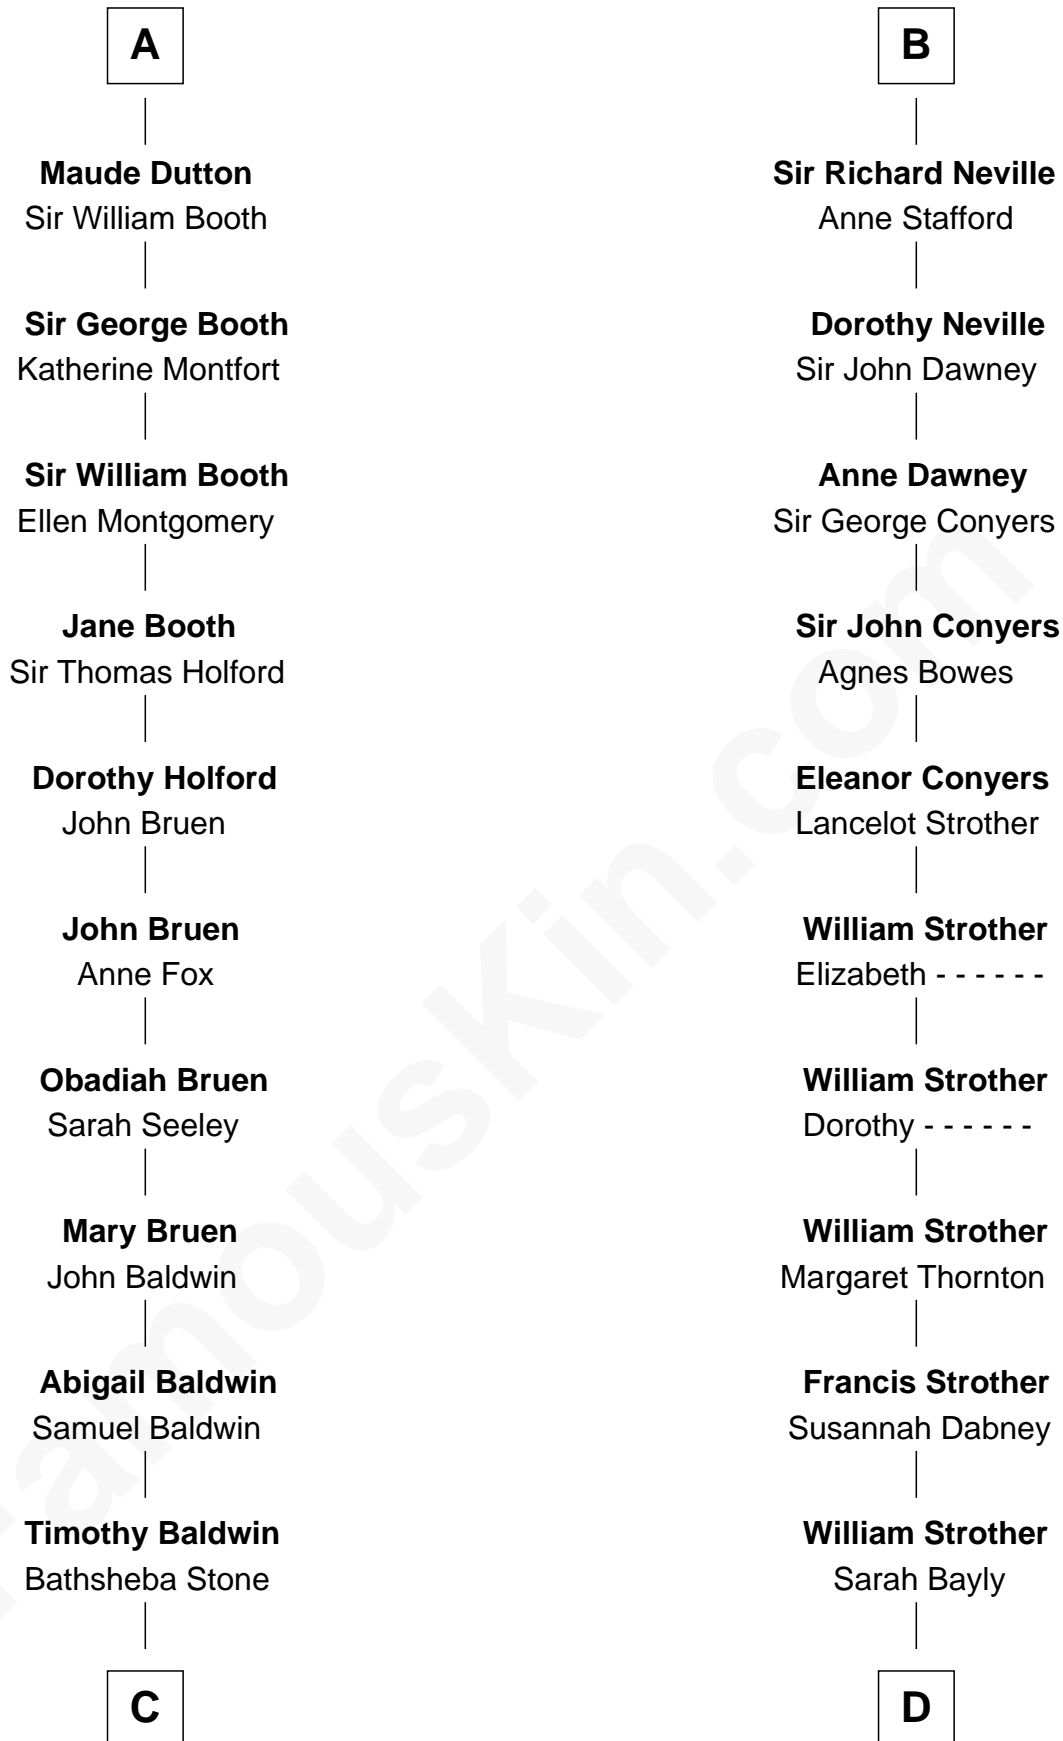 A
Maude Dutton
Sir William Booth
Sir George Booth
Katherine Montfort
Sir William Booth
Ellen Montgomery
Jane Booth
Sir Thomas Holford
Dorothy Holford
John Bruen
John Bruen
Anne Fox
Obadiah Bruen
Sarah Seeley
Mary Bruen
John Baldwin
Abigail Baldwin
Samuel Baldwin
Timothy Baldwin
Bathsheba Stone
C
B
Sir Richard Neville
Anne Stafford
Dorothy Neville
Sir John Dawney
Anne Dawney
Sir George Conyers
Sir John Conyers
Agnes Bowes
Eleanor Conyers
Lancelot Strother
William Strother
Elizabeth - - - - - -
William Strother
Dorothy - - - - - -
William Strother
Margaret Thornton
Francis Strother
Susannah Dabney
William Strother
Sarah Bayly
D
FamousKin.com